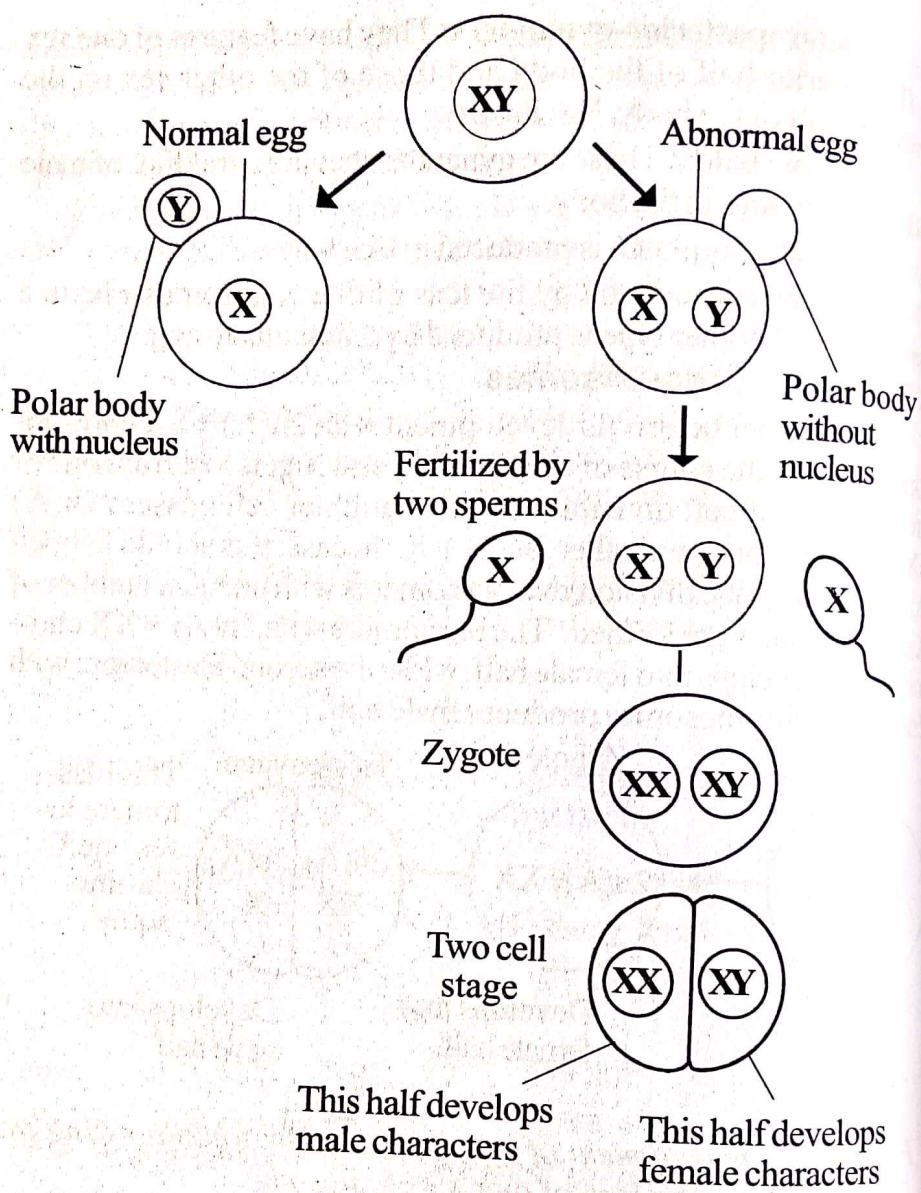 XY
Normal egg
Abnormal egg
Y
X
X Y
Polar body
with nucleus
Polar body
without
nucleus
Fertilized by
two sperms
X
X Y
X
Zygote
XX XY
Two cell
stage
XX XY
This half develops
male characters
This half develops
female characters